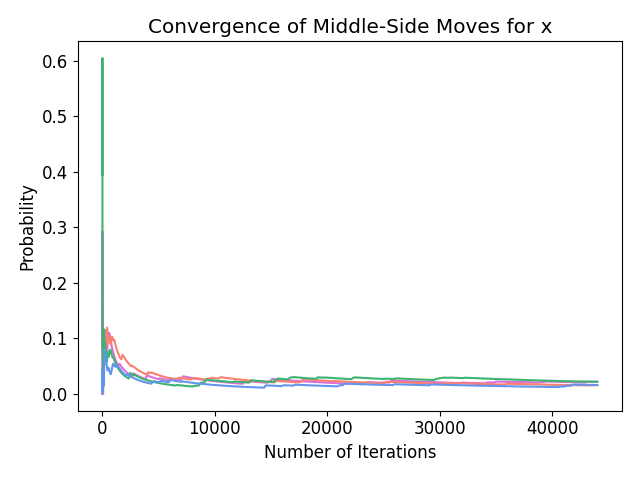 Convergence of Middle-Side Moves for x
Probability
0.6
0.5
0.4
0.3
0.2
0.1
0.0
0 10000 20000 30000 40000
Number of Iterations